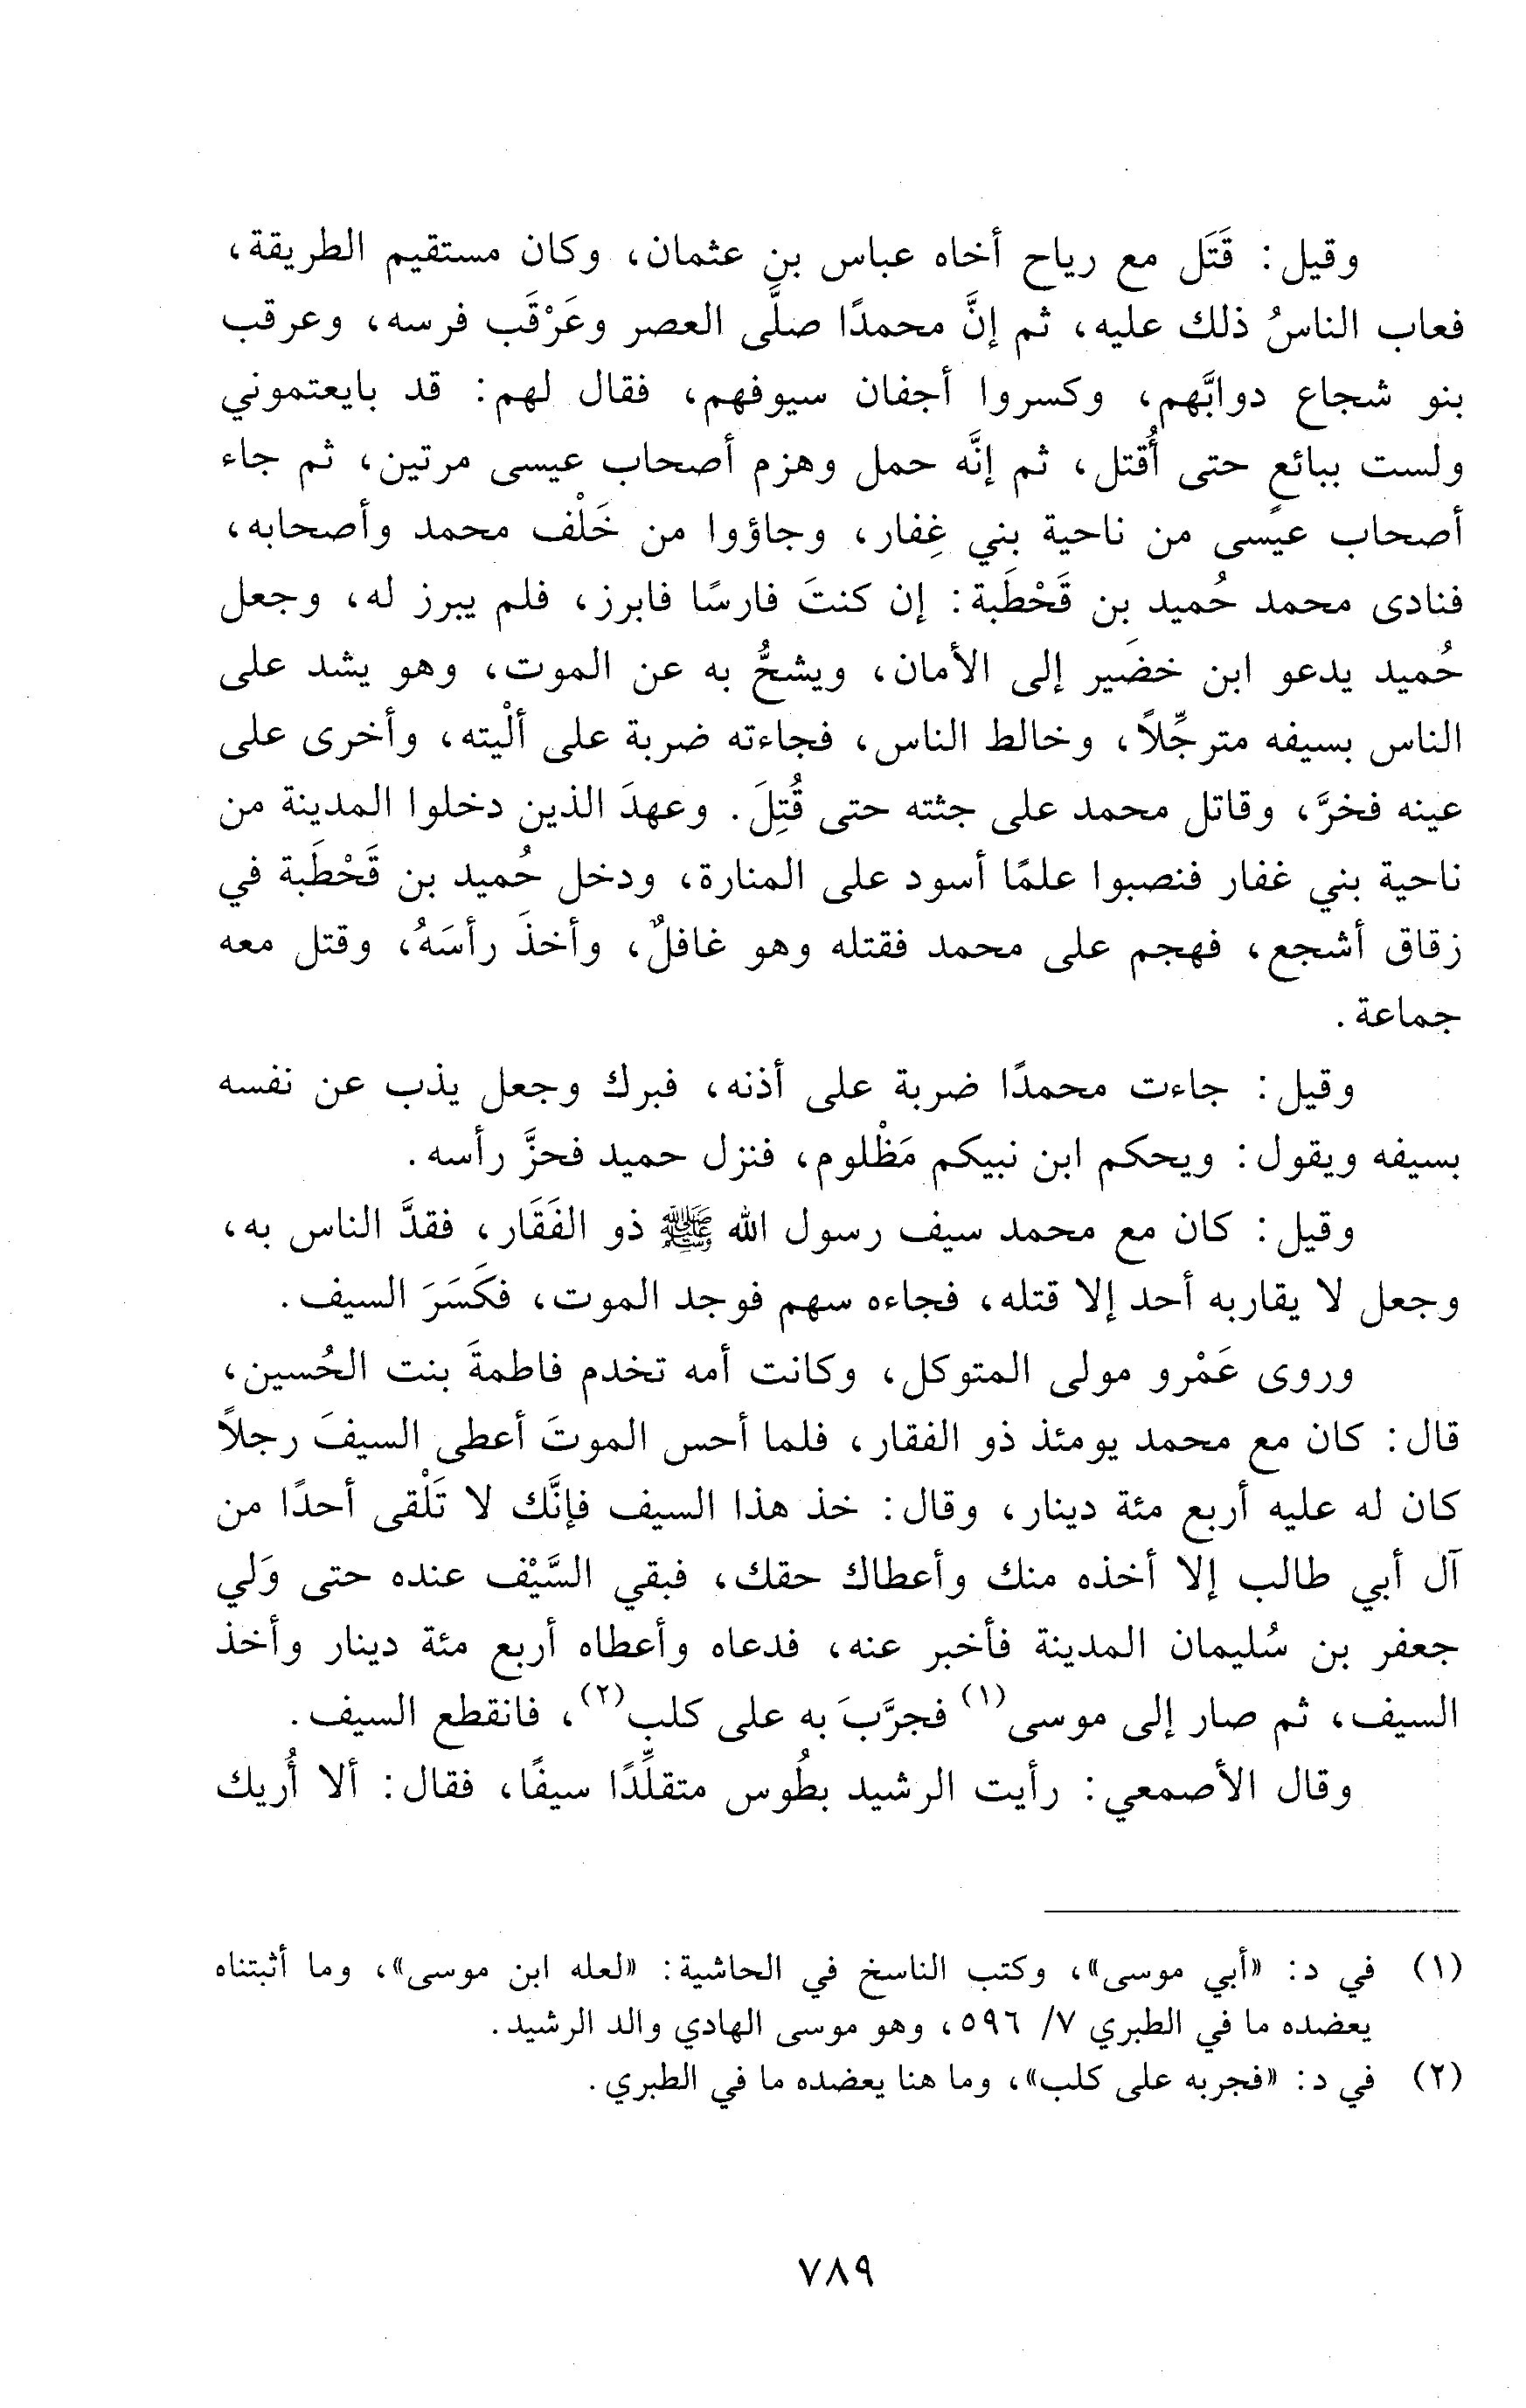 وقيل: قَتَل مع رياح أخاه عباس بن عثمان، وكان مستقيم الطريقة،
فعاب الناسُ ذلك عليه، ثم إنَّ محمدًا صلَّى العصر وعَرْقَب فرسه، وعرقب
بنو شجاع دوابَّهم، وكسروا أجفان سيوفهم، فقال لهم: قد بايعتموني
ولست ببائعٍ حتى أُقتل، ثم إنَّه حمل وهزم أصحاب عيسى مرتين، ثم جاء
أصحاب عيسى من ناحية بني غِفار، وجاؤوا من خَلْف محمد وأصحابه،
فنادى محمد حُميد بن قَحْطَبة: إن كنتَ فارسًا فابرز، فلم يبرز له، وجعل
حُميد يدعو ابن خضَير إلى الأمان، ويشحُّ به عن الموت، وهو يشد على
الناس بسيفه مترجِّلاً، وخالط الناس، فجاءته ضربة على ألْيته، وأخرى على
عينه فخرَّ، وقاتل محمد على جثته حتى قُتِلَ. وعهدَ الذين دخلوا المدينة من
ناحية بني غفار فنصبوا علمًا أسود على المنارة، ودخل حُميد بن قَحْطَبة في
زقاق أشجع، فهجم على محمد فقتله وهو غافلٌ، وأخذَ رأسَهُ، وقتل معه
جماعة.
وقيل: جاءت محمدًا ضربة على أذنه، فبرك وجعل يذب عن نفسه
بسيفه ويقول: ويحكم ابن نبيكم مَظْلوم، فنزل حميد فحزَّ رأسه.
وقيل: كان مع محمد سيف رسول الله ﷺ ذو الفَقَار، فقدَّ الناس به،
وجعل لا يقاربه أحد إلا قتله، فجاءه سهم فوجد الموت، فكَسَرَ السيف.
وروى عَمْرو مولى المتوكل، وكانت أمه تخدم فاطمةَ بنت الحُسين،
قال: كان مع محمد يومئذ ذو الفقار، فلما أحس الموتَ أعطى السيفَ رجلاً
كان له عليه أربع مئة دينار، وقال: خذ هذا السيف فإنَّك لا تَلْقى أحدًا من
آل أبي طالب إلا أخذه منك وأعطاك حقك، فبقي السَّيْف عنده حتى وَلي
جعفر بن سُليمان المدينة فأخبر عنه، فدعاه وأعطاه أربع مئة دينار وأخذ
السيف، ثم صار إلى موسى(١) فجرَّبَ به على كلب(٢)، فانقطع السيف.
وقال الأصمعي: رأيت الرشيد بطُوس متقلِّدًا سيفًا، فقال: ألا أُريك
(١) في د: «أبي موسى»، وكتب الناسخ في الحاشية: «لعله ابن موسى»، وما أثبتناه
يعضده ما في الطبري ٧/ ٥٩٦، وهو موسى الهادي والد الرشيد.
(٢) في د: «فجربه على كلب»، وما هنا يعضده ما في الطبري.
٧٨٩